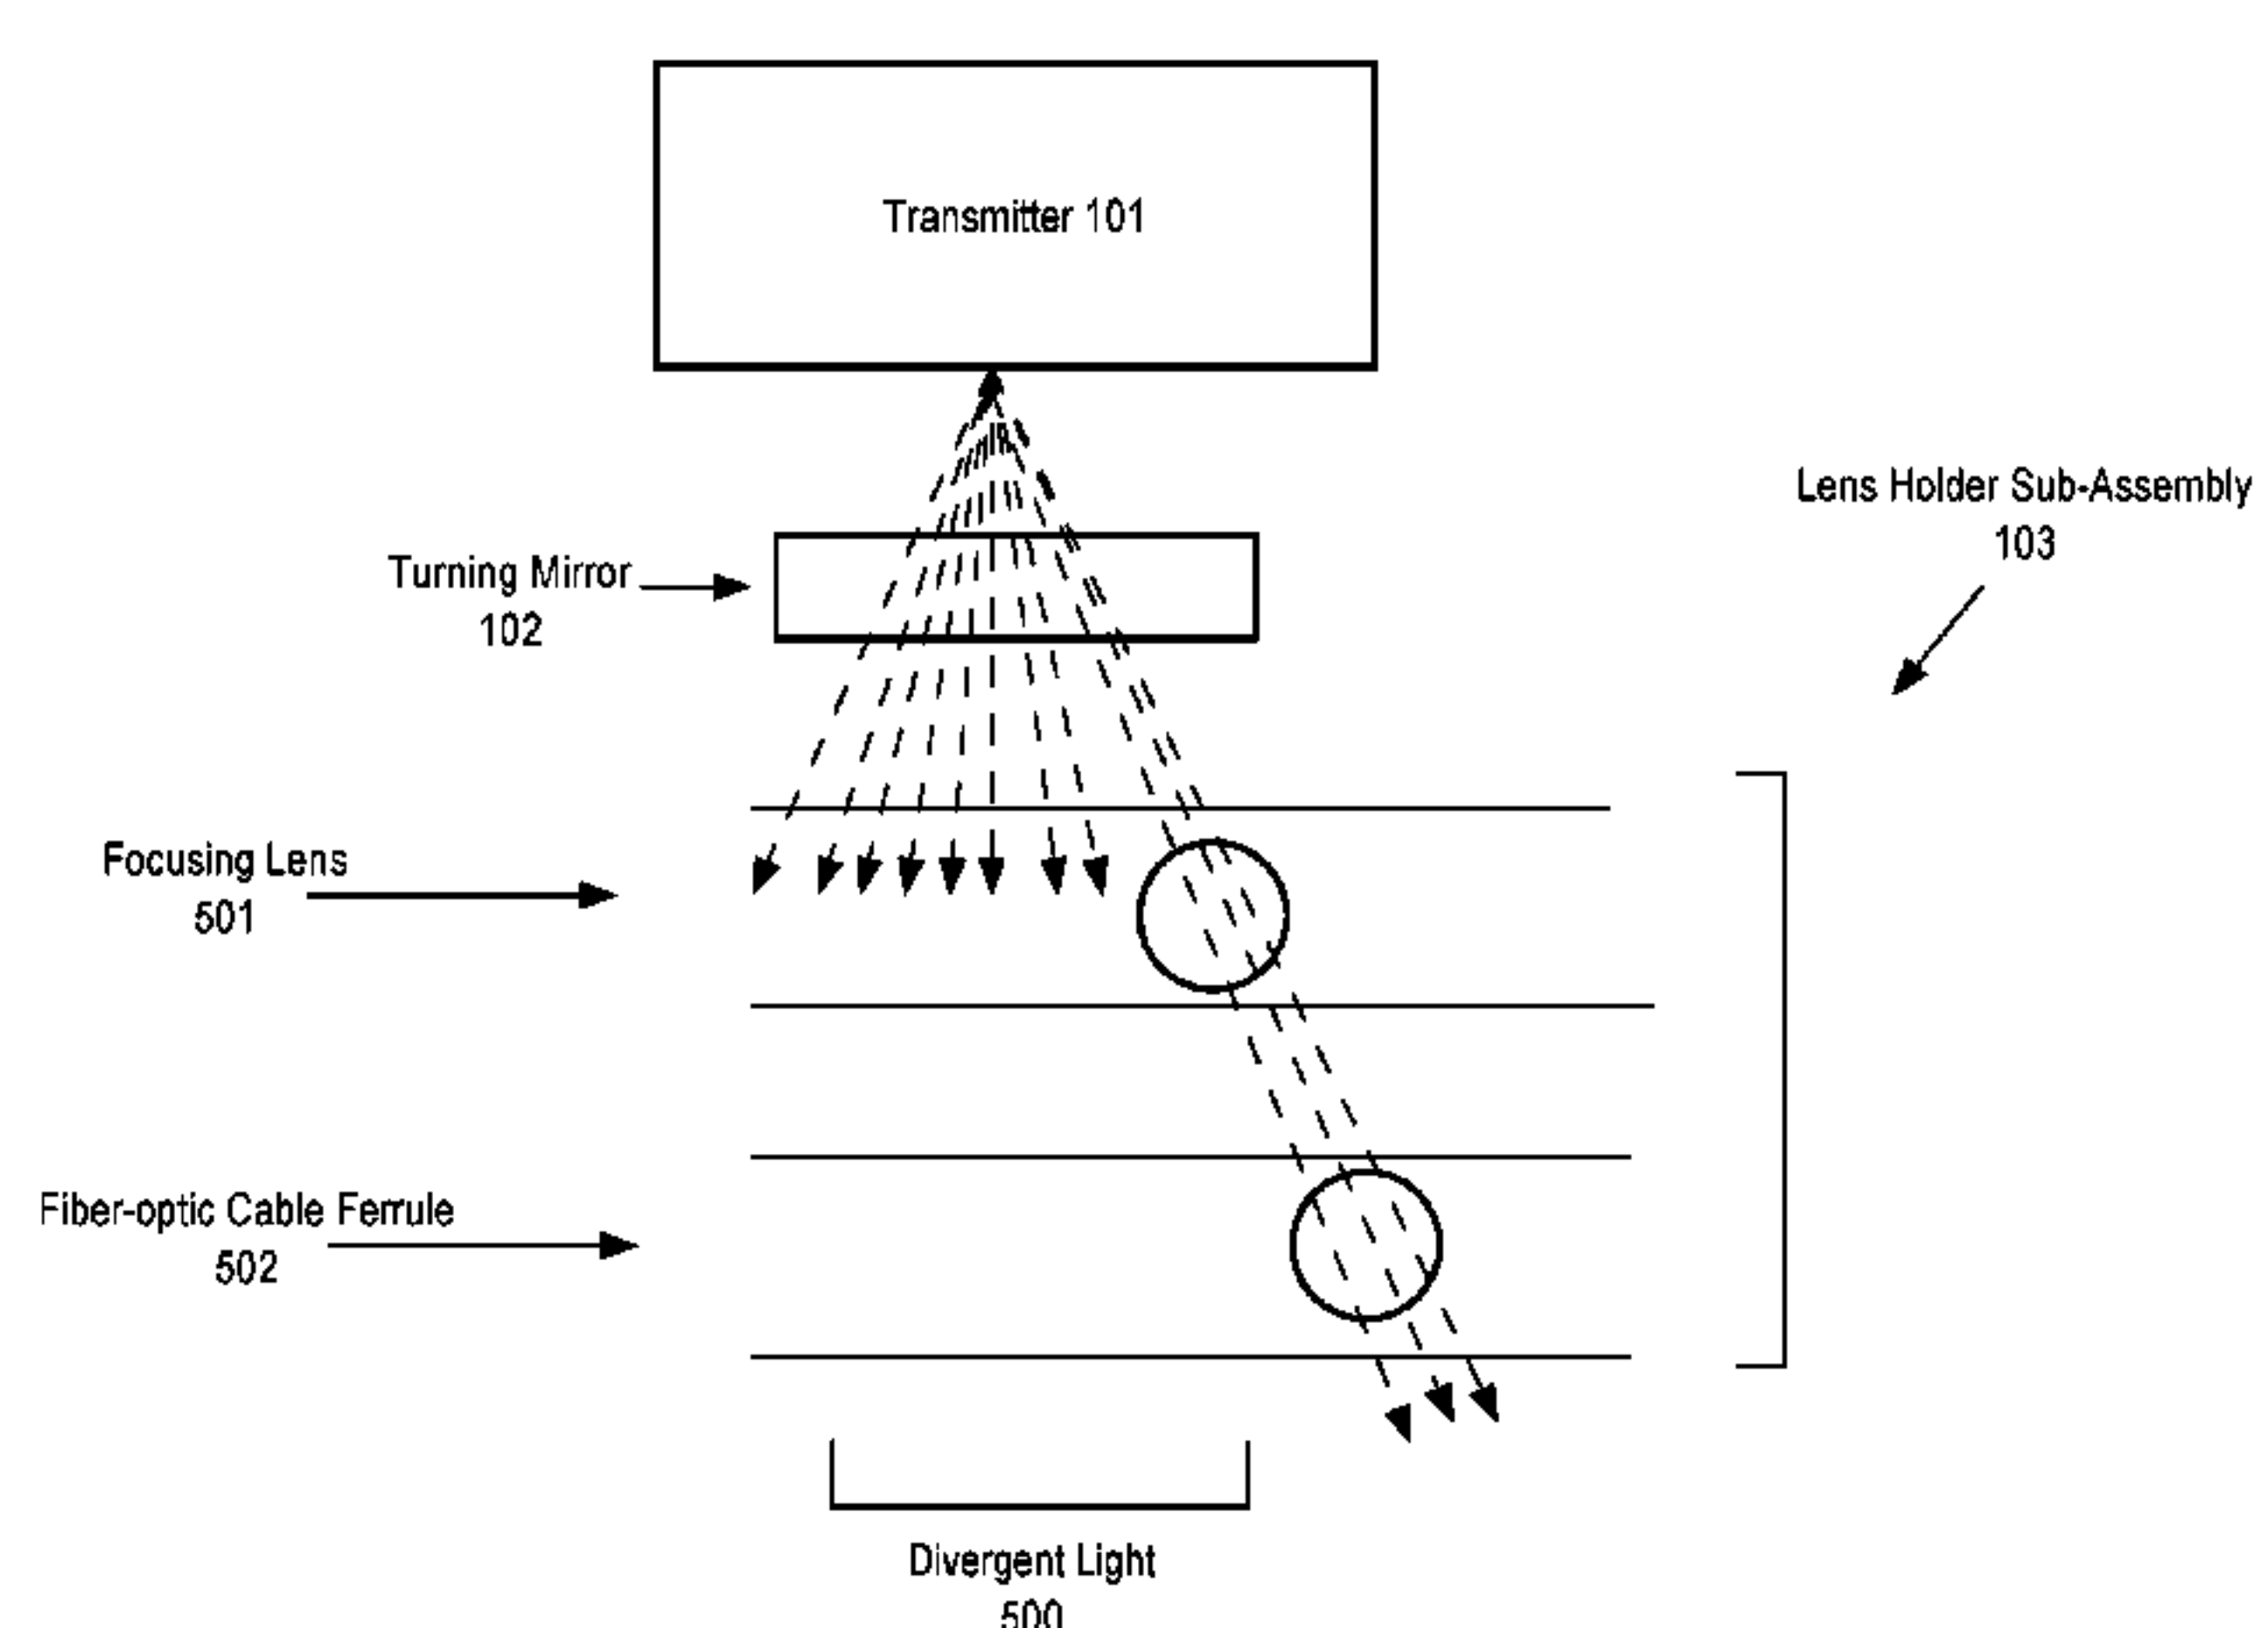 Transmitter 101
Lens Holder Sub-Assembly
103
Turning Mirror
102
Focusing Lens
501
Fiber-optic Cable Ferrule
502
Divergent Light
500